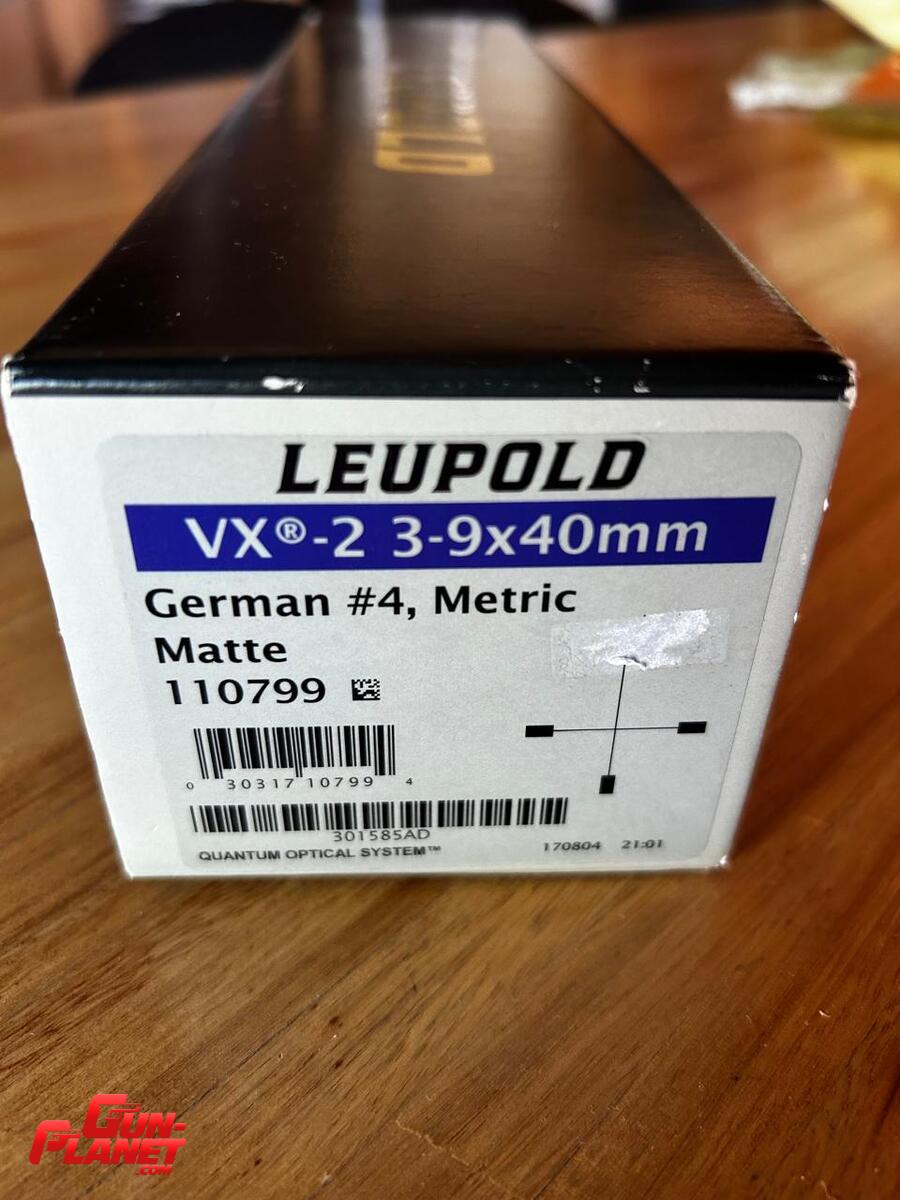 LEUPOLD
VX®-2 3-9x40mm
German #4, Metric
Matte
110799
0 30317 10799 4
301585AD
QUANTUM OPTICAL SYSTEM™
170804 21:01
GUN-
PLANET
.COM